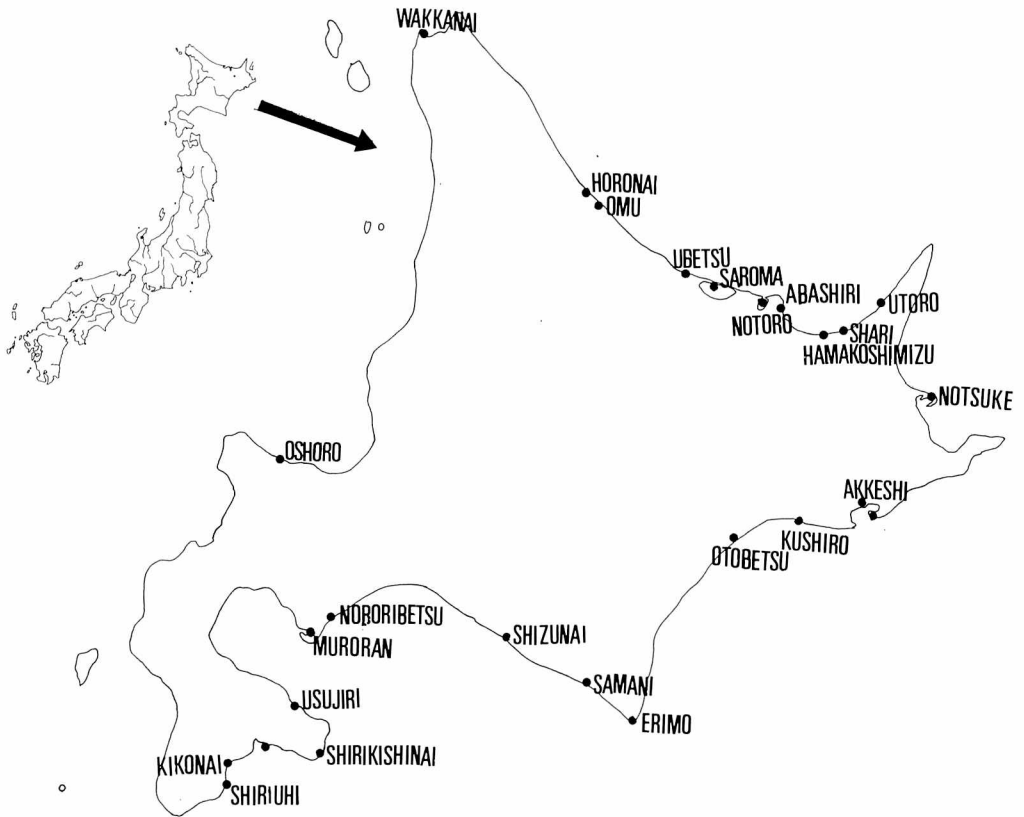 WAKKANAI
HORONAI
OMU
UBETSU
SAROMA
ABASHIRI
NOTORO
UTORO
SHARI
HAMAKOSHIMIZU
NOTSUKE
OSHORO
AKKESHI
KUSHIRO
OTOBETSU
NOBORIBETSU
MURORAN
SHIZUNAI
SAMANI
ERIMO
USUJIRI
SHIRIKISHINAI
KIKONAI
SHIRIUHI